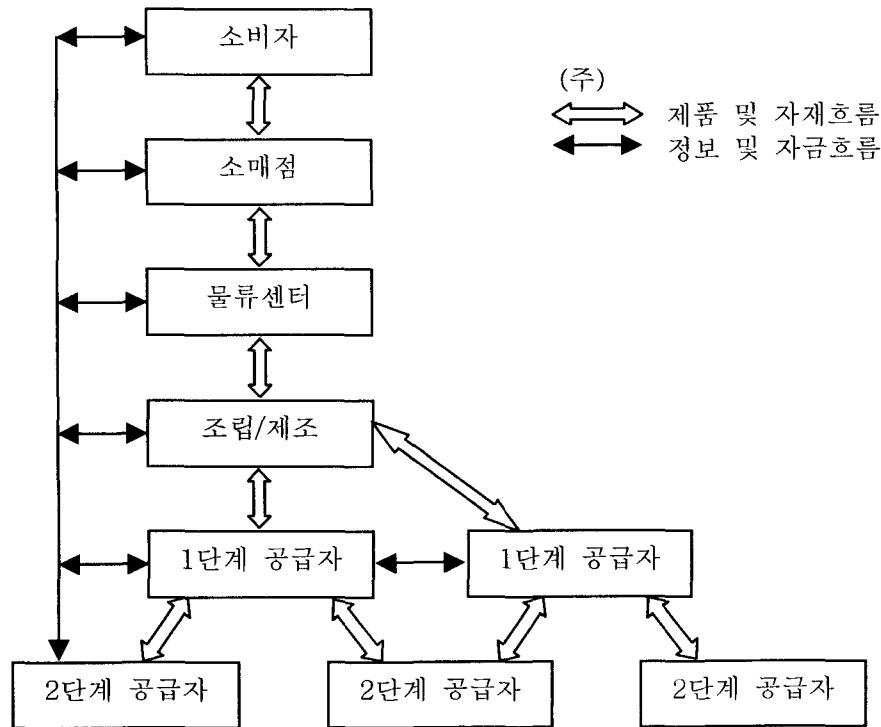 소비자
(주)
제품 및 자재흐름
정보 및 자금흐름
소매점
물류센터
조립/제조
1단계 공급자
1단계 공급자
2단계 공급자
2단계 공급자
2단계 공급자